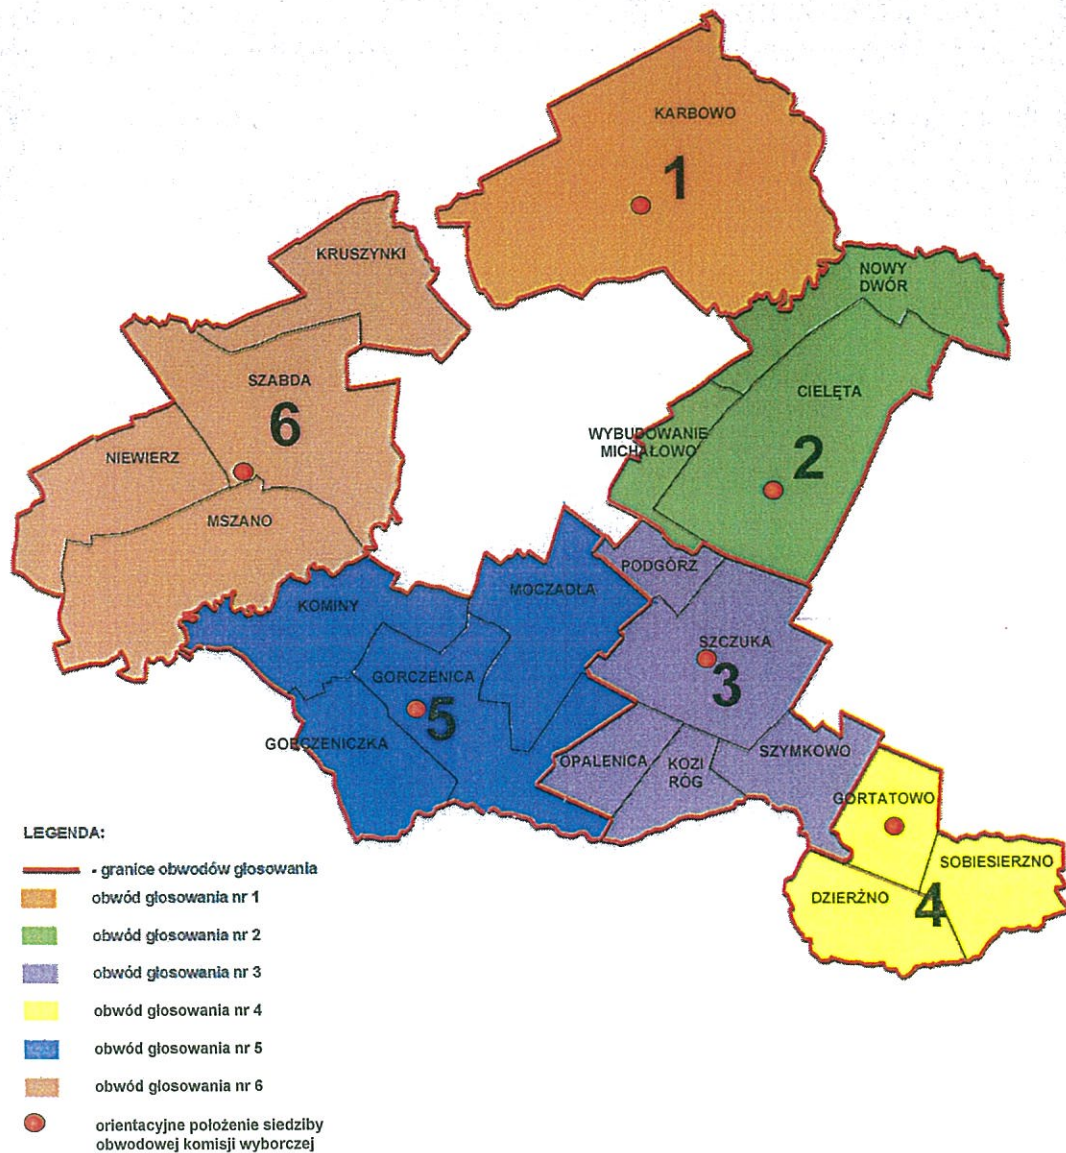 KARBOWO
1
KRUSZYNKI
NOWY
DWÓR
SZABDA
6
CIELĘTA
2
WYBUDOWANIE
MICHAŁOWO
NIEWIERZ
MSZANO
PODGÓRZ
MOCZADŁA
KOMINY
SZCZUKA
3
GORCZENICA
5
GORCZENICZKA
OPALENICA
KOZI
RÓG
SZYMKOWO
GORTATOWO
SOBIESIERZNO
DZIERŻNO
4
LEGENDA:
- granice obwodów głosowania
obwód głosowania nr 1
obwód głosowania nr 2
obwód głosowania nr 3
obwód głosowania nr 4
obwód głosowania nr 5
obwód głosowania nr 6
orientacyjne położenie siedziby
obwodowej komisji wyborczej